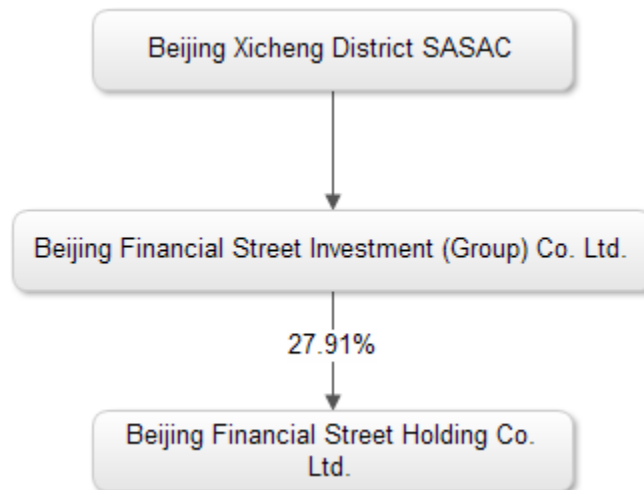 Beijing Xicheng District SASAC
Beijing Financial Street Investment (Group) Co. Ltd.
27.91%
Beijing Financial Street Holding Co.
Ltd.